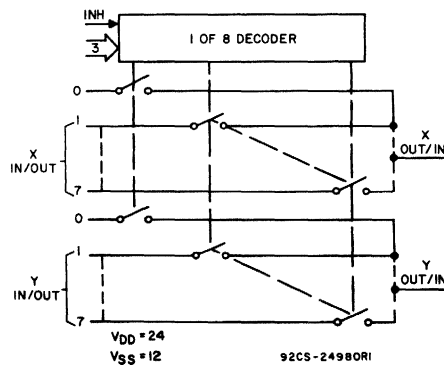 INH
3
1 OF 8 DECODER
0
1
X
IN/OUT
7
X
OUT/IN
0
1
Y
IN/OUT
7
Y
OUT/IN
VDD = 24
VSS = 12
92CS-24980RI